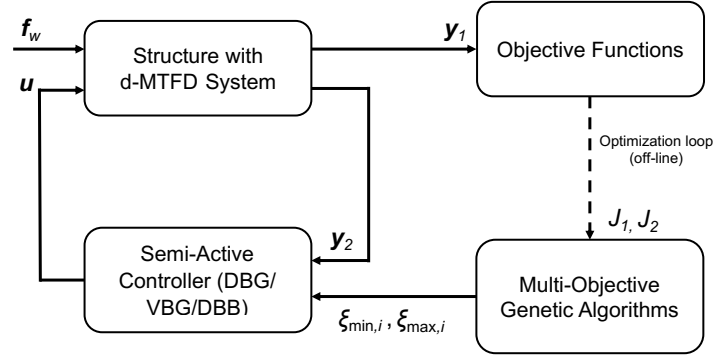 f_w
u
Structure with
d-MTFD System
y_1
Objective Functions
Optimization loop
(off-line)
J_1, J_2
y_2
Semi-Active
Controller (DBG/
VBG/DBB)
Multi-Objective
Genetic Algorithms
ξ_min,i , ξ_max,i